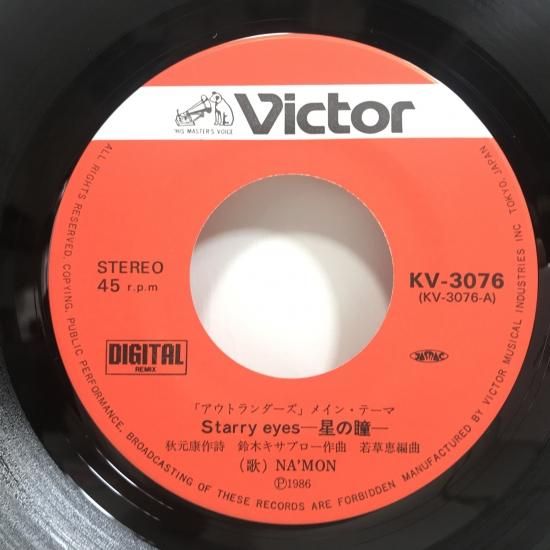 Victor
"HIS MASTER'S VOICE"
ALL RIGHTS RESERVED. COPYING, PUBLIC PERFORMANCE, BROADCASTING OF THESE RECORDS ARE FORBIDDEN MANUFACTURED BY VICTOR MUSICAL INDUSTRIES INC TOKYO, JAPAN
STEREO
45 r.p.m
KV-3076
(KV-3076-A)
DIGITAL
REMIX
JASRAC
「アウトランダーズ」メイン・テーマ
Starry eyes—星の瞳—
秋元康作詩 鈴木キサブロー作曲 若草恵編曲
(歌) NA'MON
Ⓟ1986